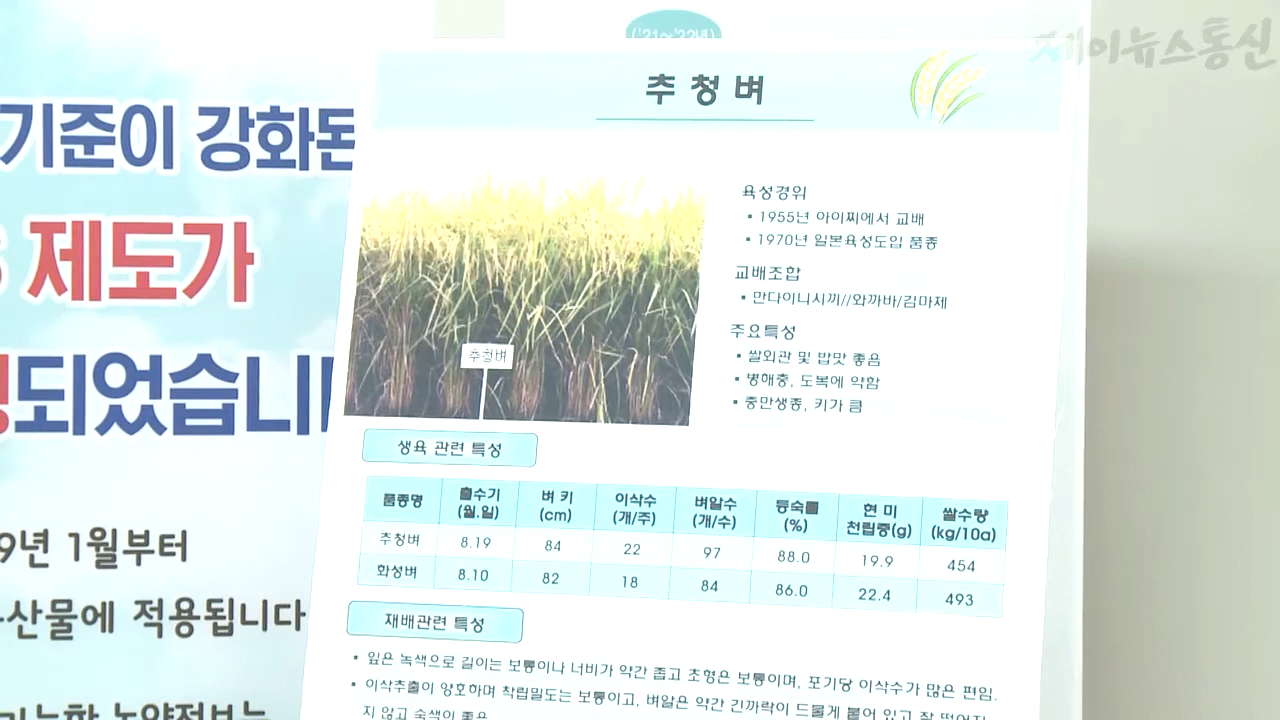 제이뉴스통신
('21~'22년)
추청벼
기준이 강화된
제도가
되었습니
9년 1월부터
산물에 적용됩니다
육성경위
▪ 1955년 아이찌에서 교배
▪ 1970년 일본육성도입 품종
교배조합
▪ 만다이니시끼//와까바/김마제
주요특성
▪ 쌀외관 및 밥맛 좋음
▪ 병해충, 도복에 약함
▪ 중만생종, 키가 큼
추청벼
생육 관련 특성
품종명 출수기(월.일) 벼 키(cm) 이삭수(개/주) 벼알수(개/수) 등숙률(%) 현 미천립중(g) 쌀수량(kg/10a)
추청벼 8.19 84 22 97 88.0 19.9 454
화성벼 8.10 82 18 84 86.0 22.4 493
재배관련 특성
▪ 잎은 녹색으로 길이는 보통이나 너비가 약간 좁고 초형은 보통이며, 포기당 이삭수가 많은 편임.
▪ 이삭추출이 양호하며 착립밀도는 보통이고, 벼알은 약간 긴까락이 드물게 붙어 있고 잘 떨어지
지 않고 숙색이 좋음